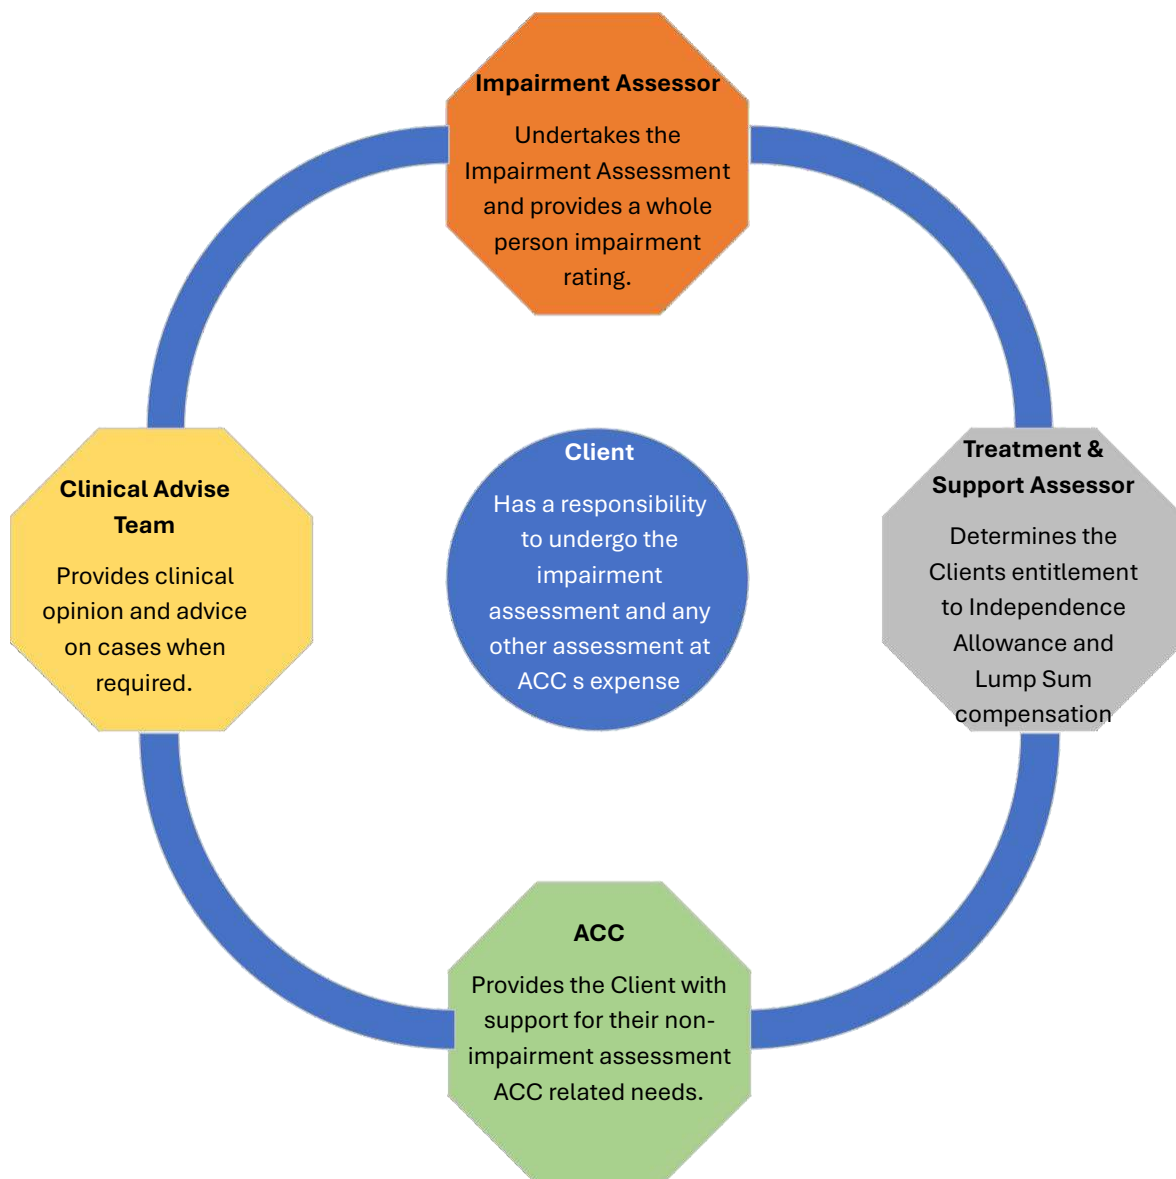 Impairment Assessor
Undertakes the
Impairment Assessment
and provides a whole
person impairment
rating.
Clinical Advise
Team
Provides clinical
opinion and advice
on cases when
required.
Client
Has a responsibility
to undergo the
impairment
assessment and any
other assessment at
ACC s expense
Treatment &
Support Assessor
Determines the
Clients entitlement
to Independence
Allowance and
Lump Sum
compensation
ACC
Provides the Client with
support for their non-
impairment assessment
ACC related needs.